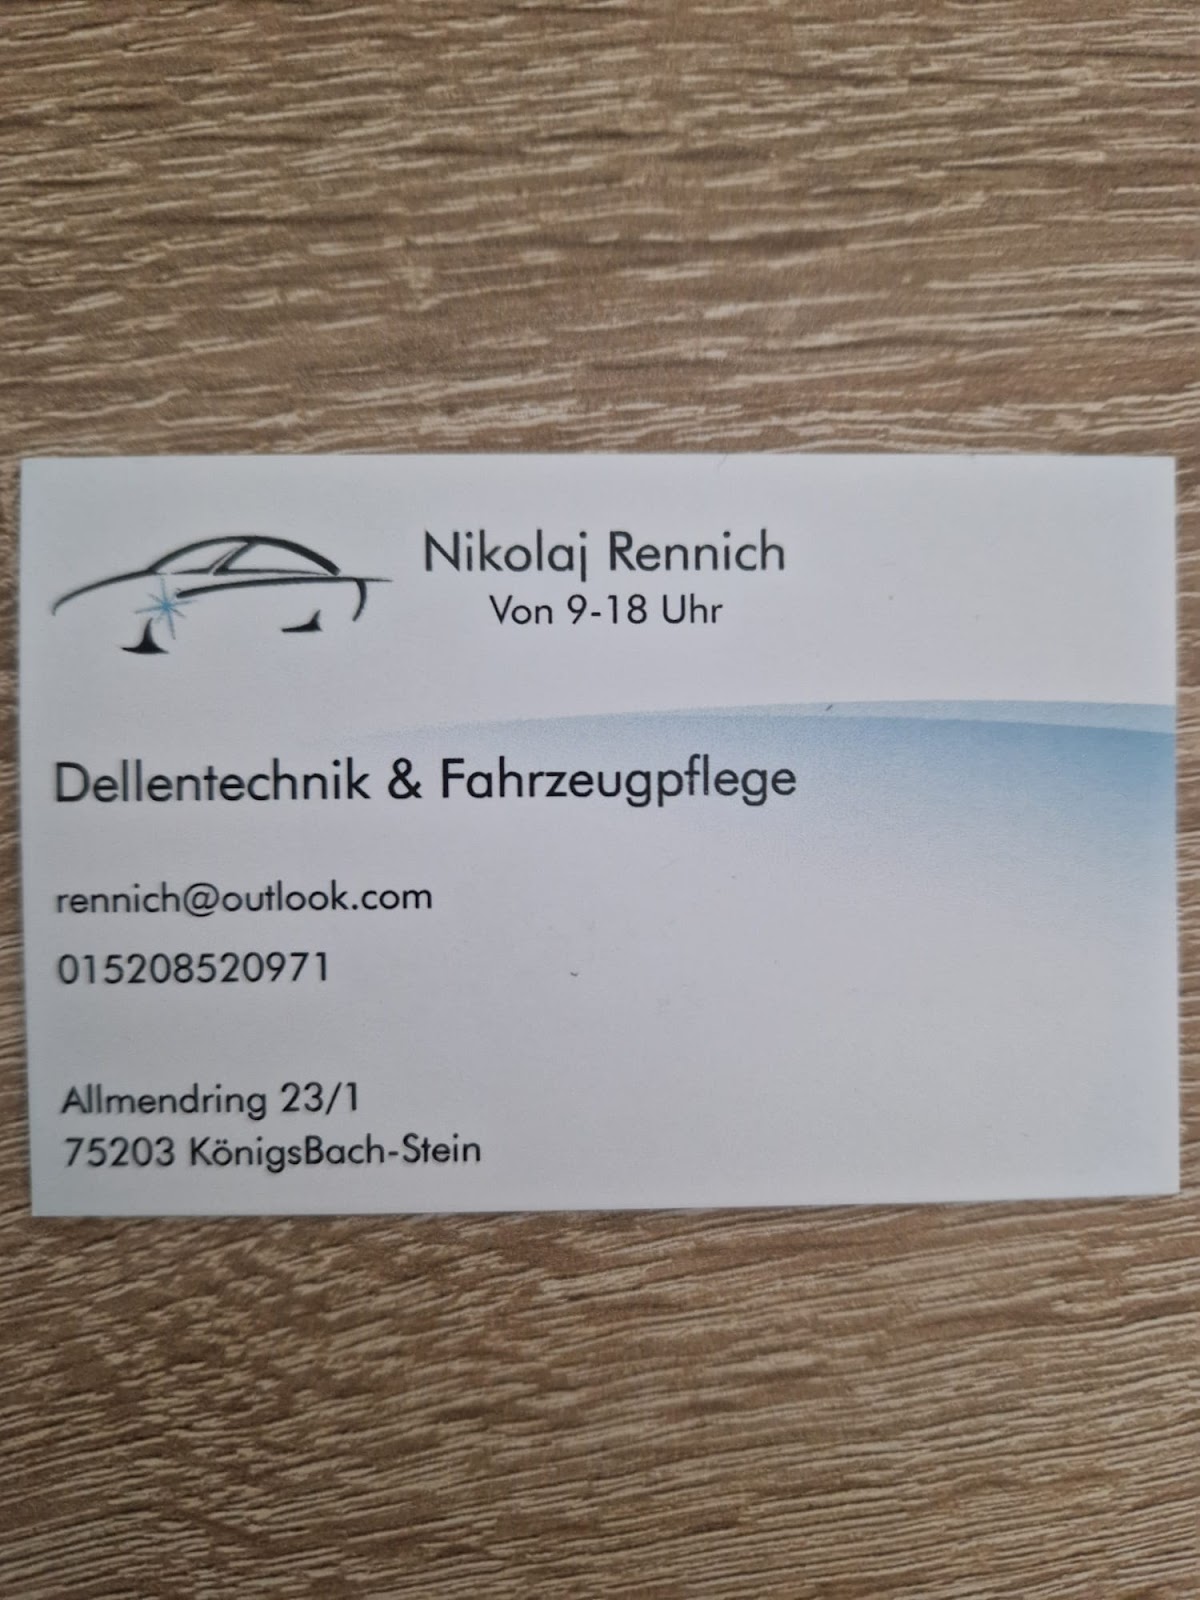 Nikolaj Rennich
Von 9-18 Uhr
Dellentechnik & Fahrzeugpflege
rennich@outlook.com
015208520971
Allmendring 23/1
75203 KönigsBach-Stein